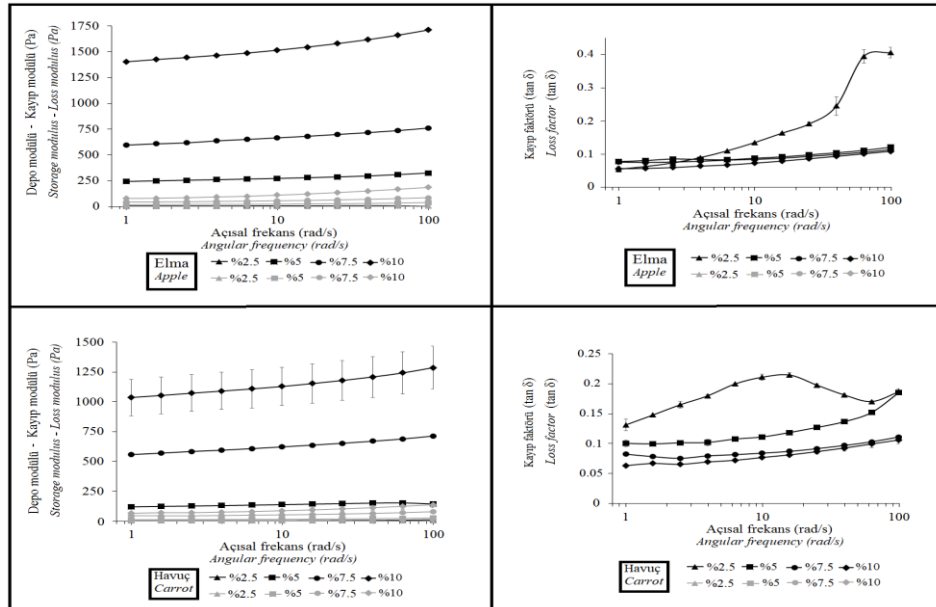 Depo modülü - Kayıp modülü (Pa)
Storage modulus - Loss modulus (Pa)
1750
1500
1250
1000
750
500
250
0
1
10
100
Açısal frekans (rad/s)
Angular frequency (rad/s)
Elma
Apple
%2.5 %5 %7.5 %10
%2.5 %5 %7.5 %10
Kayıp faktörü (tan δ)
Loss factor (tan δ)
0.4
0.3
0.2
0.1
0
1
10
100
Açısal frekans (rad/s)
Angular frequency (rad/s)
Elma
Apple
%2.5 %5 %7.5 %10
%2.5 %5 %7.5 %10
Depo modülü - Kayıp modülü (Pa)
Storage modulus - Loss modulus (Pa)
1500
1250
1000
750
500
250
0
1
10
100
Açısal frekans (rad/s)
Angular frequency (rad/s)
Havuç
Carrot
%2.5 %5 %7.5 %10
%2.5 %5 %7.5 %10
Kayıp faktörü (tan δ)
Loss factor (tan δ)
0.25
0.2
0.15
0.1
0.05
0
1
10
100
Açısal frekans (rad/s)
Angular frequency (rad/s)
Havuç
Carrot
%2.5 %5 %7.5 %10
%2.5 %5 %7.5 %10